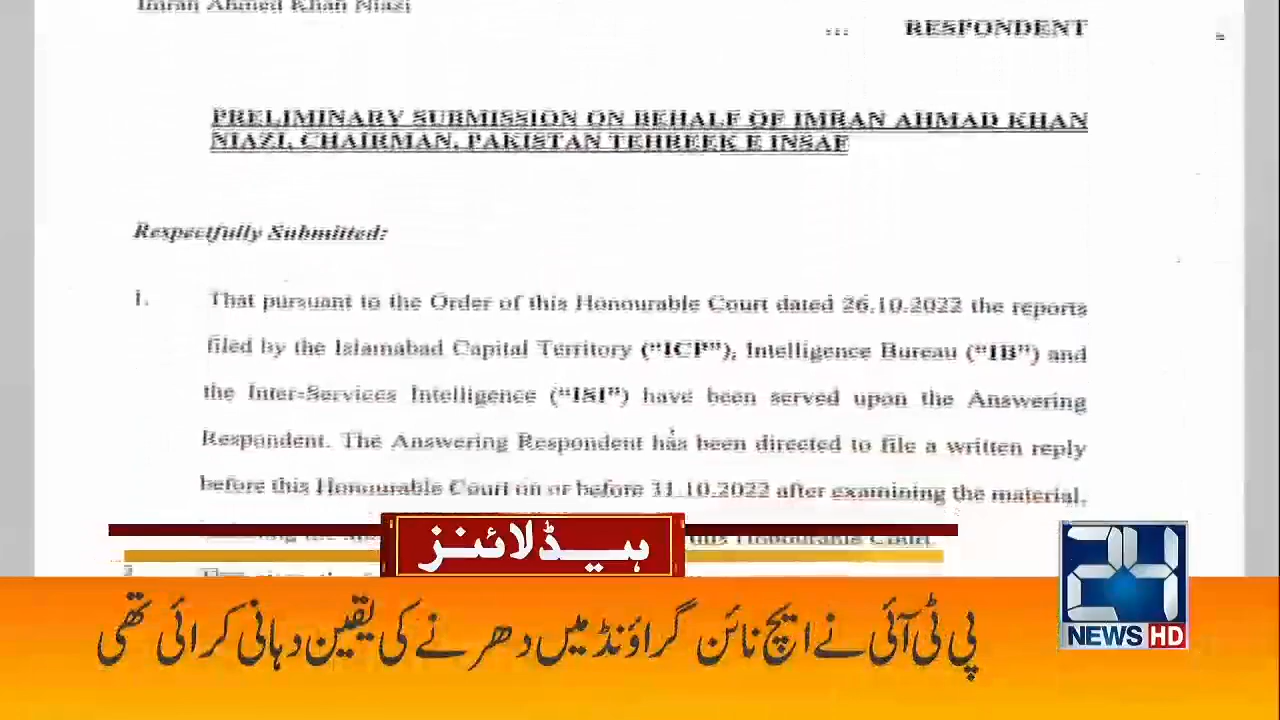 Imran Ahmed Khan Niazi
... RESPONDENT
PRELIMINARY SUBMISSION ON BEHALF OF IMRAN AHMAD KHAN
NIAZI, CHAIRMAN, PAKISTAN TEHREEK E INSAF
Respectfully Submitted:
1. That pursuant to the Order of this Honourable Court dated 26.10.2022 the reports
filed by the Islamabad Capital Territory (“ICP”), Intelligence Bureau (“IB”) and
the Inter-Services Intelligence (“ISI”) have been served upon the Answering
Respondent. The Answering Respondent has been directed to file a written reply
before this Honourable Court on or before 31.10.2022 after examining the material.
this Honourable Court
ہیڈلائنز
پی ٹی آئی نے ایچ نائن گراؤنڈ میں دھرنے کی یقین دہانی کرائی تھی
24
NEWS HD